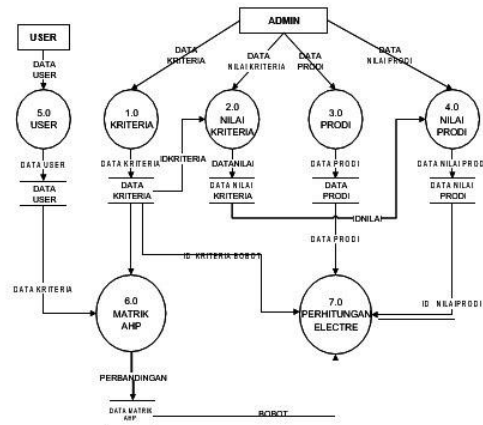 ADMIN
USER
DATA
KRITERIA
DATA
NILAI KRITERIA
DATA
PRODI
DATA
NILAI PRODI
DATA
USER
5.0
USER
1.0
KRITERIA
2.0
NILAI
KRITERIA
3.0
PRODI
4.0
NILAI
PRODI
IDKRITERIA
DATA USER
DATA KRITERIA
DATANILAI
DATA PRODI
DATA NILAI PROD
DATA
USER
DATA
KRITERIA
DATA NILAI
KRITERIA
DATA
PRODI
DATA NILAI
PRODI
IDNILAI
DATA PRODI
ID KRITERIA BOBOT
DATA KRITERIA
6.0
MATRIK
AHP
7.0
PERHITUNGAN
ELECTRE
ID NILAIPRODI
PERBANDINGAN
DATA MATRIK
AHP
BOBOT